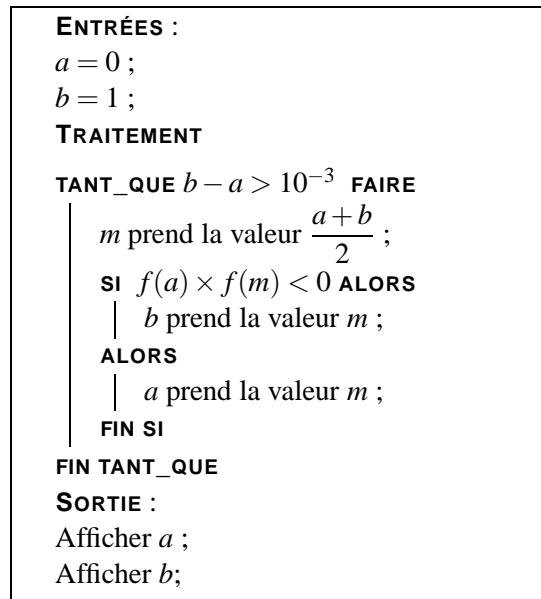 ENTRÉES :
a = 0 ;
b = 1 ;
TRAITEMENT
TANT_QUE b − a > 10⁻³ FAIRE
m prend la valeur (a + b)/2 ;
SI f(a) × f(m) < 0 ALORS
b prend la valeur m ;
ALORS
a prend la valeur m ;
FIN SI
FIN TANT_QUE
SORTIE :
Afficher a ;
Afficher b;